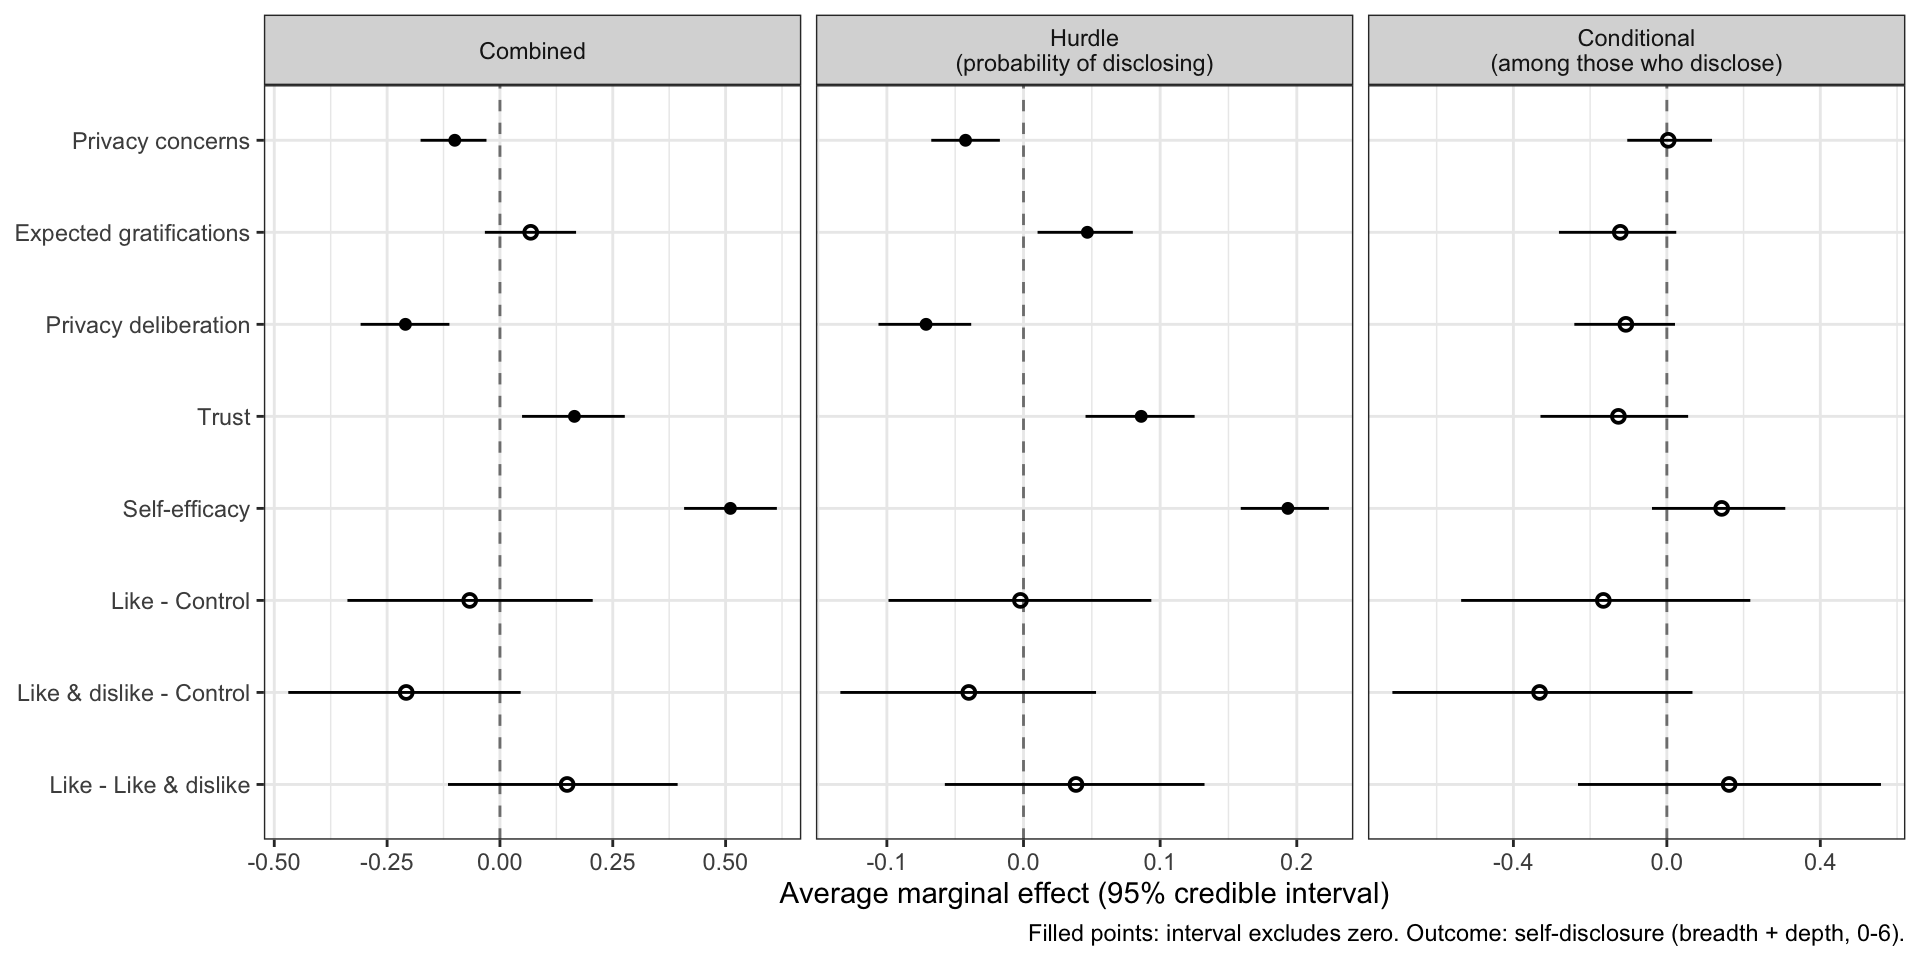 Combined
Hurdle
(probability of disclosing)
Conditional
(among those who disclose)
Privacy concerns
Expected gratifications
Privacy deliberation
Trust
Self-efficacy
Like - Control
Like & dislike - Control
Like - Like & dislike
-0.50 -0.25 0.00 0.25 0.50
-0.1 0.0 0.1 0.2
-0.4 0.0 0.4
Average marginal effect (95% credible interval)
Filled points: interval excludes zero. Outcome: self-disclosure (breadth + depth, 0-6).